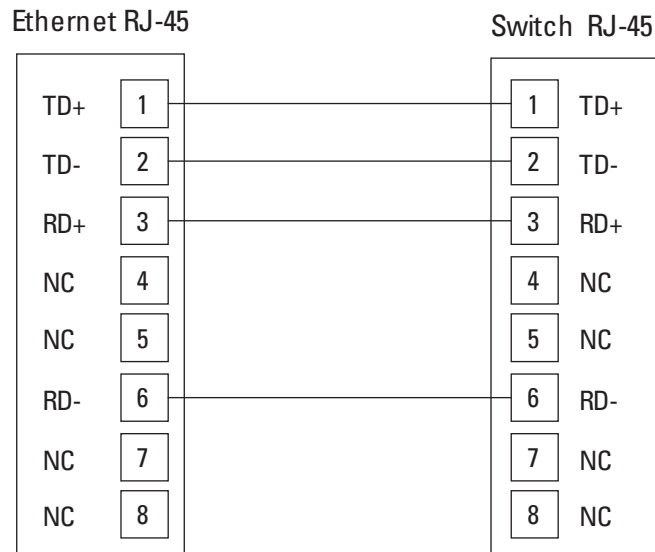 Ethernet RJ-45 Switch RJ-45
TD+ 1 1 TD+
TD- 2 2 TD-
RD+ 3 3 RD+
NC 4 4 NC
NC 5 5 NC
RD- 6 6 RD-
NC 7 7 NC
NC 8 8 NC